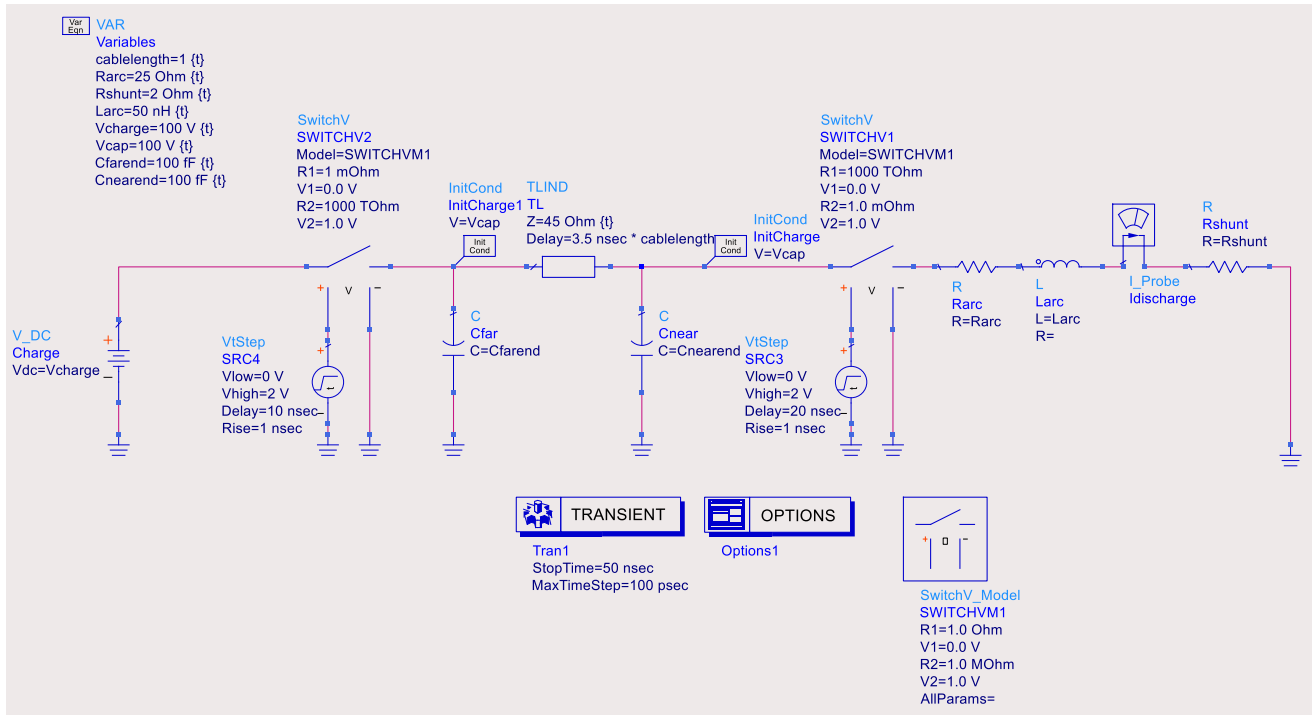 Var
Eqn
VAR
Variables
cablelength=1 {t}
Rarc=25 Ohm {t}
Rshunt=2 Ohm {t}
Larc=50 nH {t}
Vcharge=100 V {t}
Vcap=100 V {t}
Cfarend=100 fF {t}
Cnearend=100 fF {t}
SwitchV
SWITCHV2
Model=SWITCHVM1
R1=1 mOhm
V1=0.0 V
R2=1000 TOhm
V2=1.0 V
InitCond
InitCharge1
V=Vcap
Init
Cond
TLIND
TL
Z=45 Ohm {t}
Delay=3.5 nsec * cablelength
Init
Cond
InitCond
InitCharge
V=Vcap
SwitchV
SWITCHV1
Model=SWITCHVM1
R1=1000 TOhm
V1=0.0 V
R2=1.0 mOhm
V2=1.0 V
R
Rshunt
R=Rshunt
I_Probe
Idischarge
R
Rarc
R=Rarc
L
Larc
L=Larc
R=
+ V −
+ V −
V_DC
Charge
Vdc=Vcharge
+
−
VtStep
SRC4
Vlow=0 V
Vhigh=2 V
Delay=10 nsec
Rise=1 nsec
+
−
C
Cfar
C=Cfarend
C
Cnear
C=Cnearend
VtStep
SRC3
Vlow=0 V
Vhigh=2 V
Delay=20 nsec
Rise=1 nsec
+
−
TRANSIENT
Tran1
StopTime=50 nsec
MaxTimeStep=100 psec
OPTIONS
Options1
+ −
SwitchV_Model
SWITCHVM1
R1=1.0 Ohm
V1=0.0 V
R2=1.0 MOhm
V2=1.0 V
AllParams=